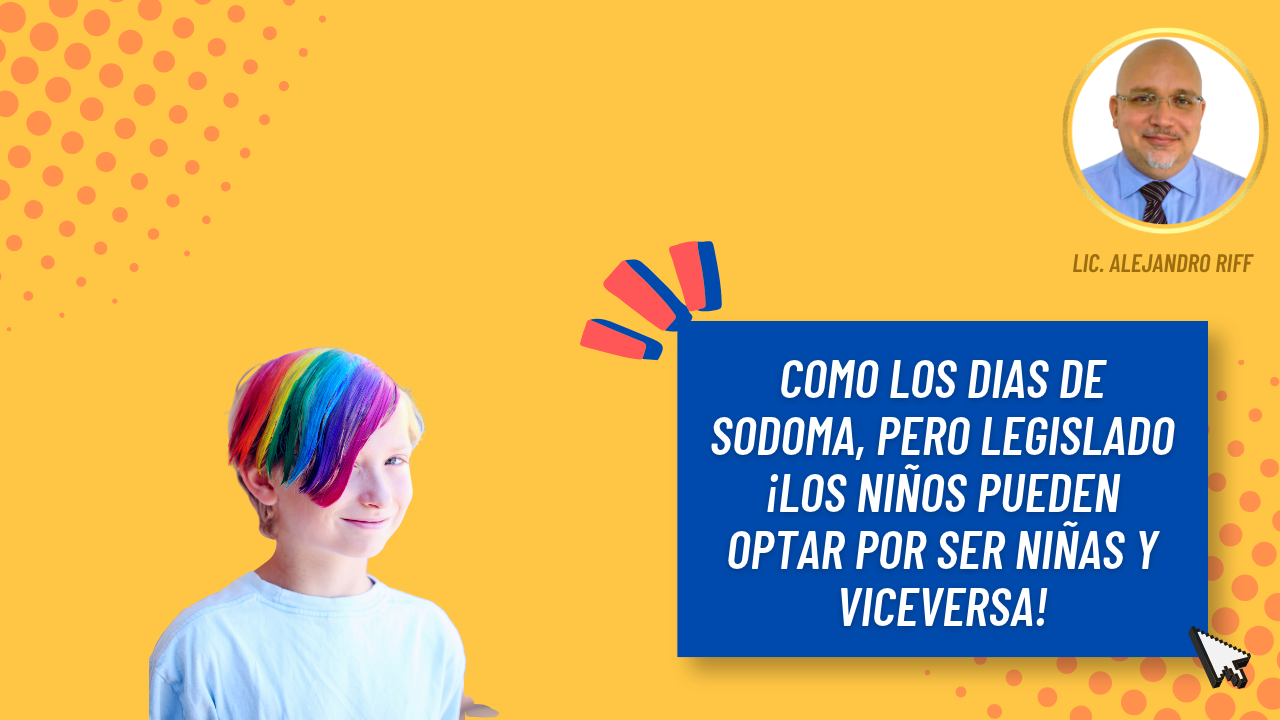 LIC. ALEJANDRO RIFF
COMO LOS DIAS DE
SODOMA, PERO LEGISLADO
¡LOS NIÑOS PUEDEN
OPTAR POR SER NIÑAS Y
VICEVERSA!